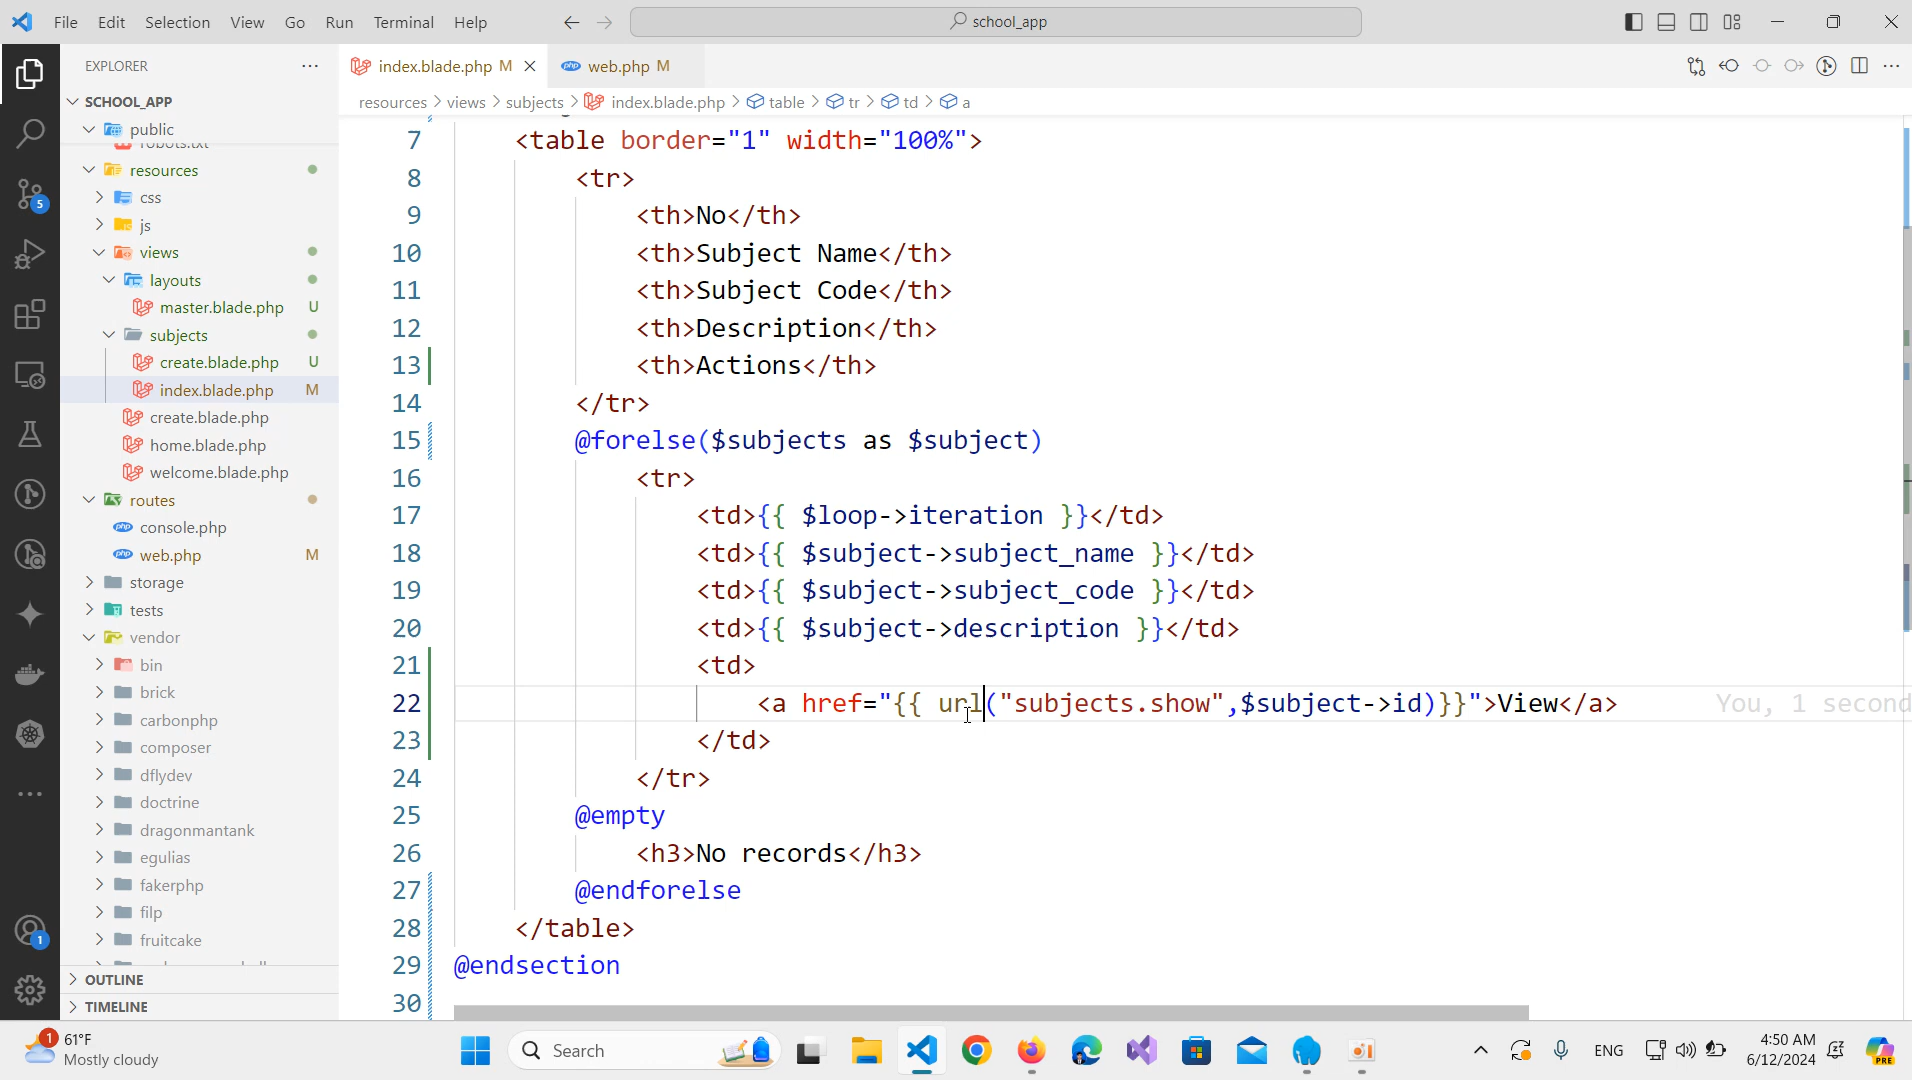 File Edit Selection View Go Run Terminal Help
school_app
EXPLORER
SCHOOL_APP
public
robots.txt
resources
css
js
views
layouts
master.blade.php U
subjects
create.blade.php U
index.blade.php M
create.blade.php
home.blade.php
welcome.blade.php
routes
console.php
web.php M
storage
tests
vendor
bin
brick
carbonphp
composer
dflydev
doctrine
dragonmantank
egulias
fakerphp
filp
fruitcake
OUTLINE
TIMELINE
5
1
index.blade.php M
web.php M
resources > views > subjects > index.blade.php > table > tr > td > a
7 <table border="1" width="100%">
8 <tr>
9 <th>No</th>
10 <th>Subject Name</th>
11 <th>Subject Code</th>
12 <th>Description</th>
13 <th>Actions</th>
14 </tr>
15 @forelse($subjects as $subject)
16 <tr>
17 <td>{{ $loop->iteration }}</td>
18 <td>{{ $subject->subject_name }}</td>
19 <td>{{ $subject->subject_code }}</td>
20 <td>{{ $subject->description }}</td>
21 <td>
22 <a href="{{ url("subjects.show",$subject->id)}}">View</a> You, 1 second
23 </td>
24 </tr>
25 @empty
26 <h3>No records</h3>
27 @endforelse
28 </table>
29 @endsection
30
1
61°F
Mostly cloudy
Search
ENG
4:50 AM
6/12/2024
PRE